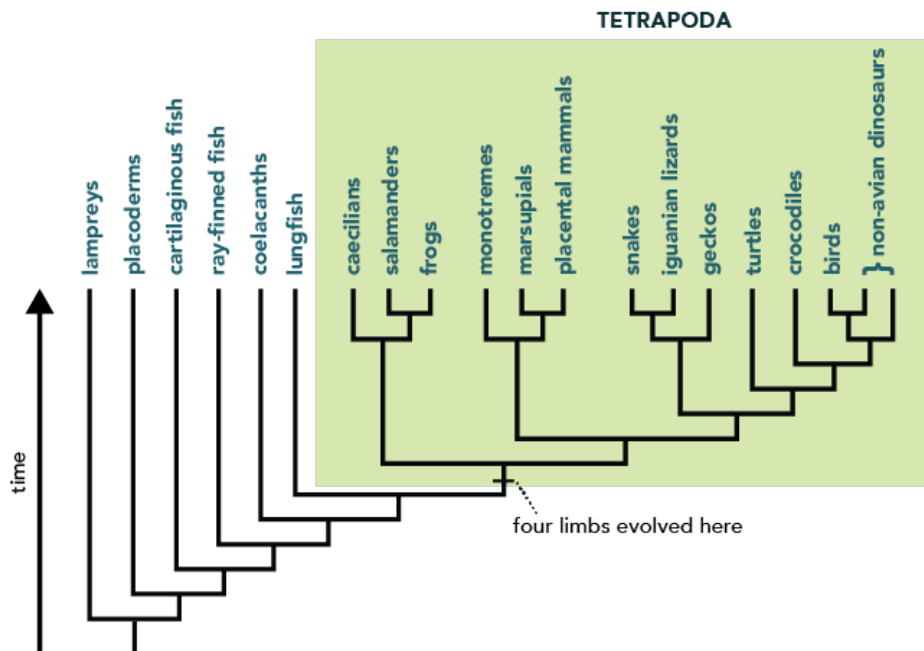 TETRAPODA
lampreys
placoderms
cartilaginous fish
ray-finned fish
coelacanths
lungfish
caecilians
salamanders
frogs
monotremes
marsupials
placental mammals
snakes
iguanian lizards
geckos
turtles
crocodiles
birds
} non-avian dinosaurs
time
four limbs evolved here